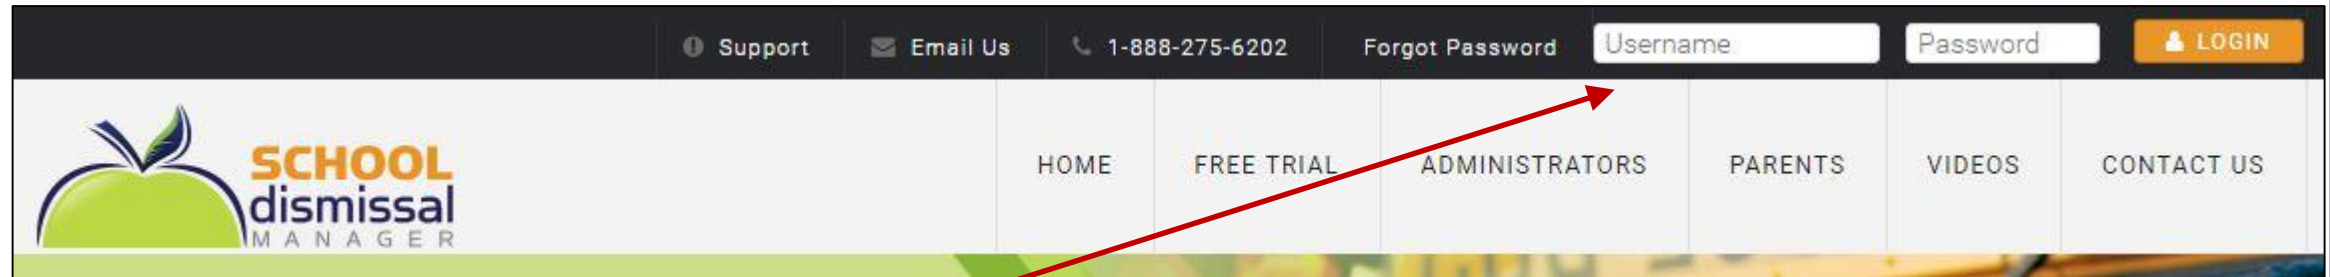 Support Email Us 1-888-275-6202 Forgot Password Username Password LOGIN
SCHOOL
dismissal
MANAGER
HOME FREE TRIAL ADMINISTRATORS PARENTS VIDEOS CONTACT US